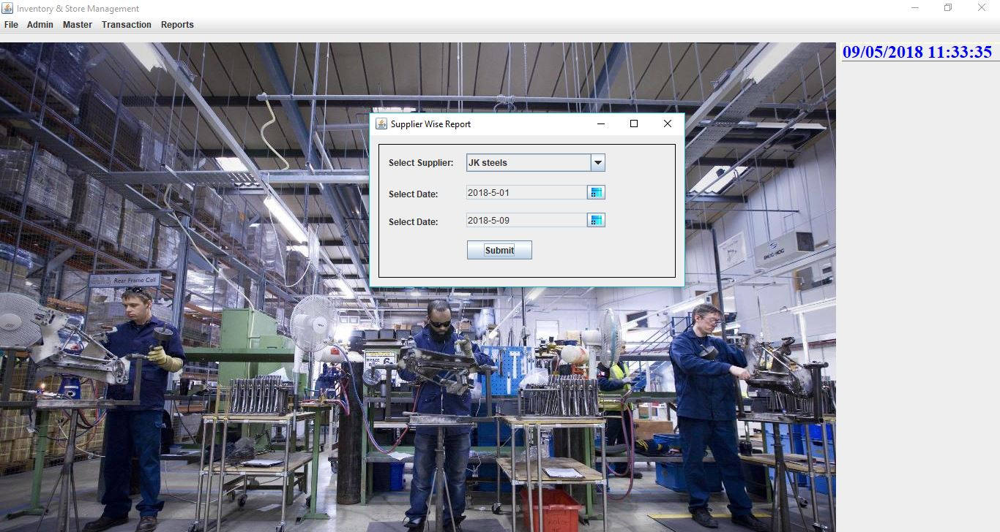 Inventory & Store Management
File Admin Master Transaction Reports
09/05/2018 11:33:35
Supplier Wise Report
Select Supplier: JK steels
Select Date: 2018-5-01
Select Date: 2018-5-09
Submit
Rear Frame Cell